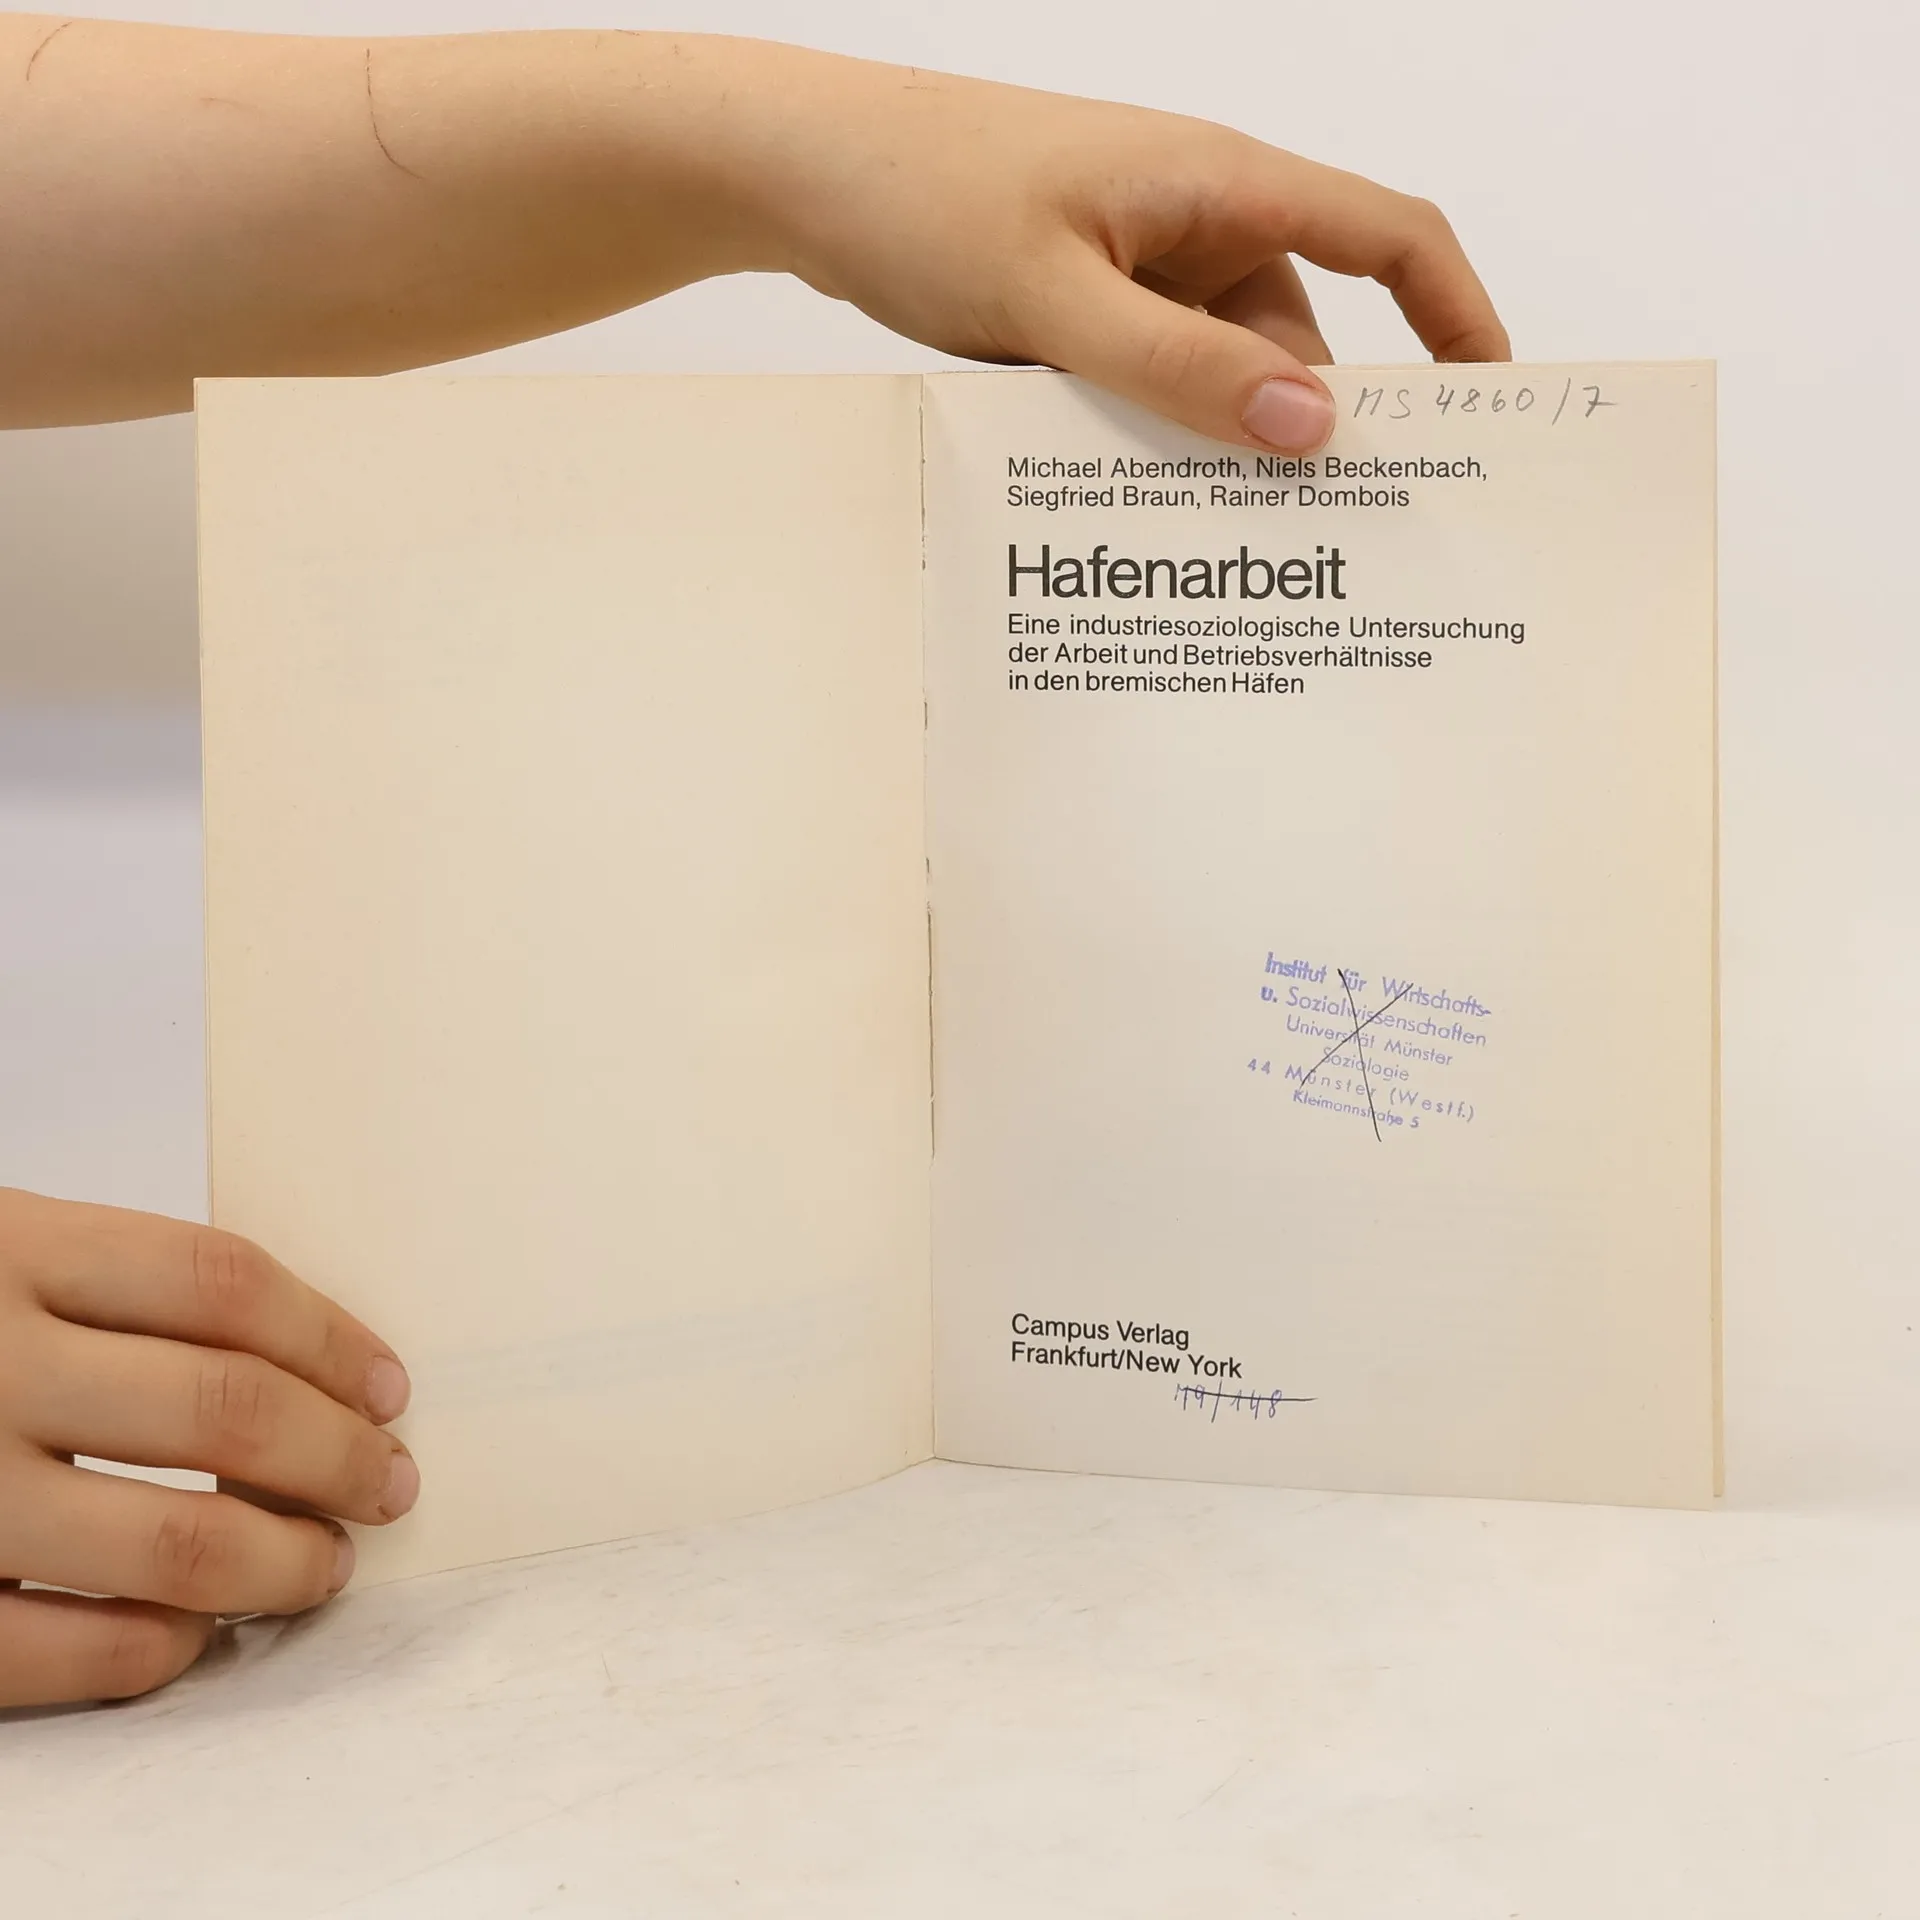 MS 4860/7
Michael Abendroth, Niels Beckenbach,
Siegfried Braun, Rainer Dombois
Hafenarbeit
Eine industriesoziologische Untersuchung
der Arbeit und Betriebsverhältnisse
in den bremischen Häfen
Institut für Wirtschafts-
u. Sozialwissenschaften
Universität Münster
Soziologie
44 Münster (Westf.)
Kleimannstraße 5
Campus Verlag
Frankfurt/New York